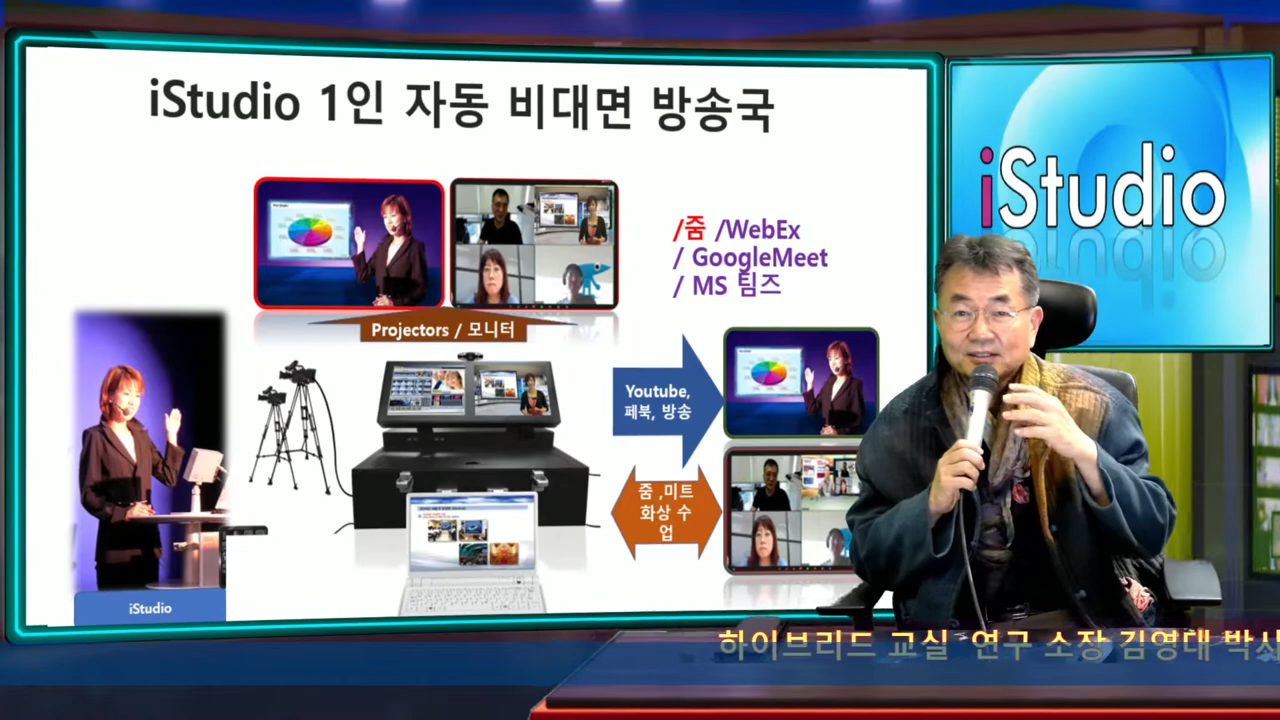 iStudio 1인 자동 비대면 방송국
iStudio
/줌 /WebEx
/ GoogleMeet
/ MS 팀즈
Projectors / 모니터
Youtube,
페북, 방송
줌 ,미트
화상 수
업
iStudio
하이브리드 교실 연구 소장 김영대 박사